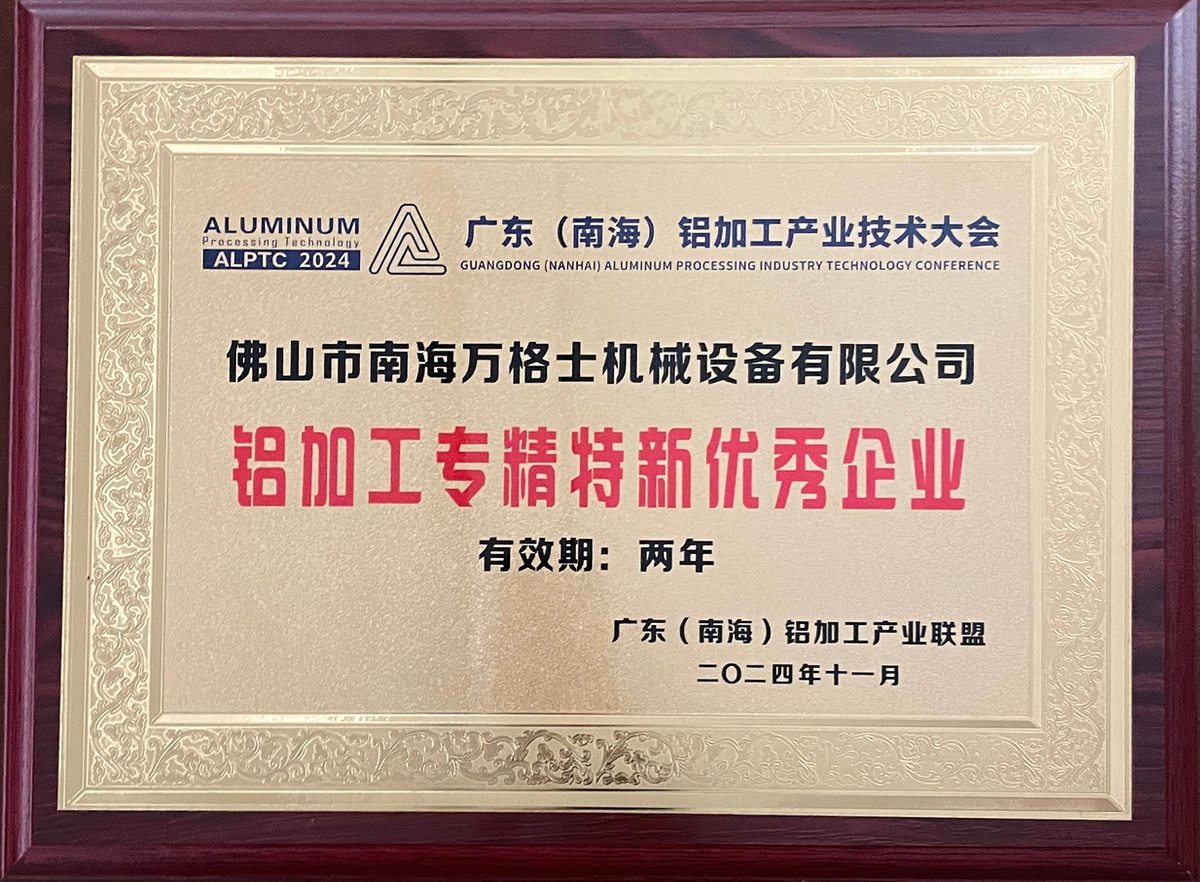 ALUMINUM
Processing Technology
ALPTC 2024
广东（南海）铝加工产业技术大会
GUANGDONG (NANHAI) ALUMINUM PROCESSING INDUSTRY TECHNOLOGY CONFERENCE
佛山市南海万格士机械设备有限公司
铝加工专精特新优秀企业
有效期：两年
广东（南海）铝加工产业联盟
二〇二四年十一月